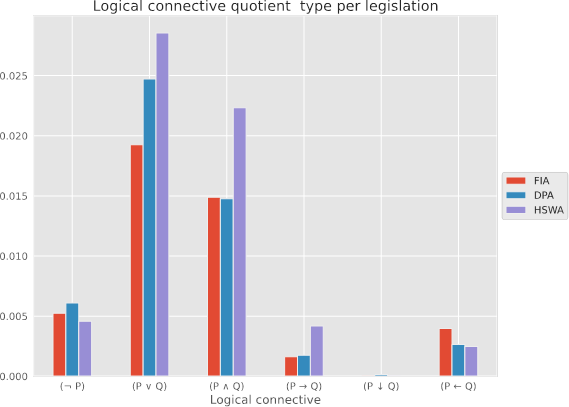 Logical connective quotient  type per legislation
0.025
0.020
0.015
0.010
0.005
0.000
(¬ P)
(P ∨ Q)
(P ∧ Q)
(P → Q)
(P ↓ Q)
(P ← Q)
Logical connective
FIA
DPA
HSWA